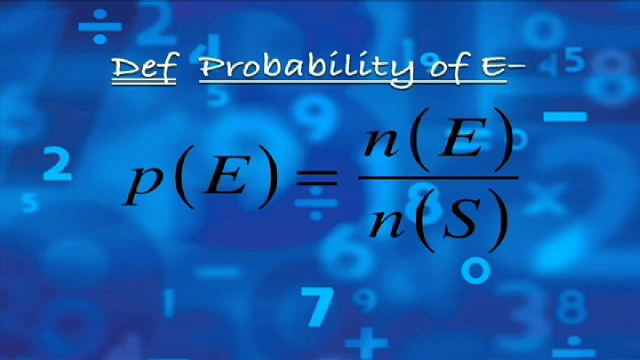 Def Probability of E–
p(E) = n(E)/n(S)